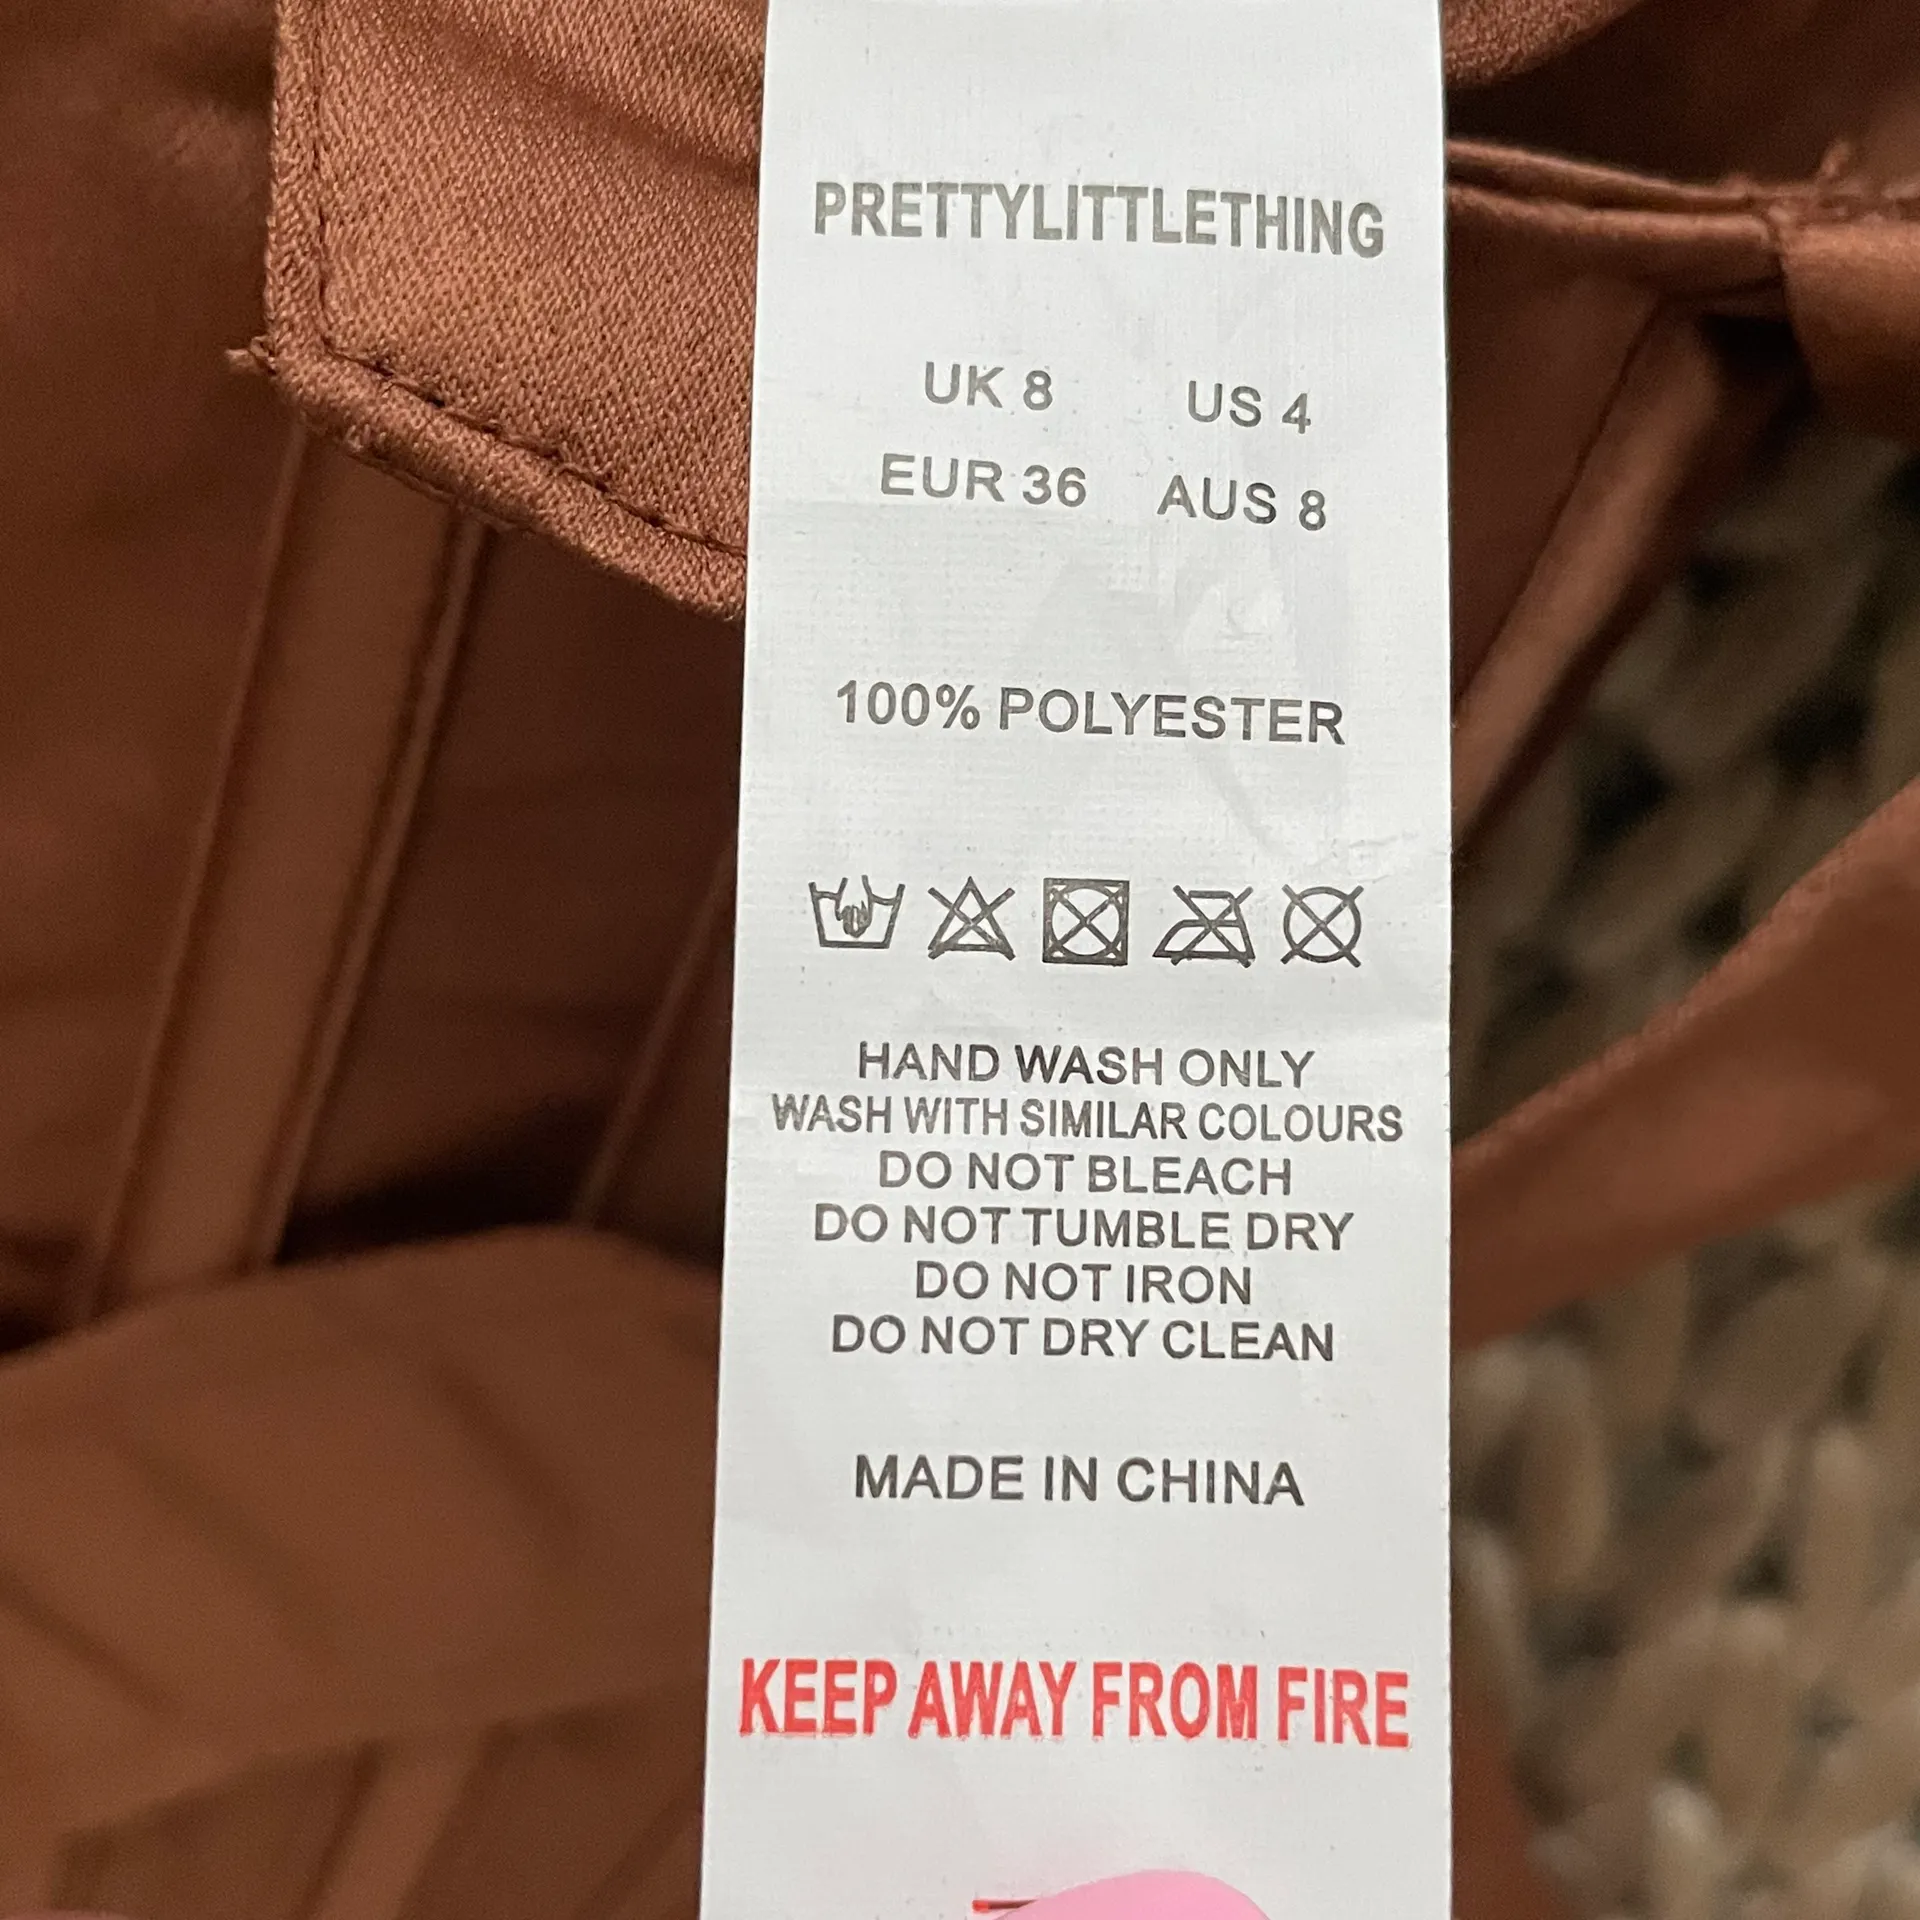 PRETTYLITTLETHING
UK 8 US 4
EUR 36 AUS 8
100% POLYESTER
HAND WASH ONLY
WASH WITH SIMILAR COLOURS
DO NOT BLEACH
DO NOT TUMBLE DRY
DO NOT IRON
DO NOT DRY CLEAN
MADE IN CHINA
KEEP AWAY FROM FIRE